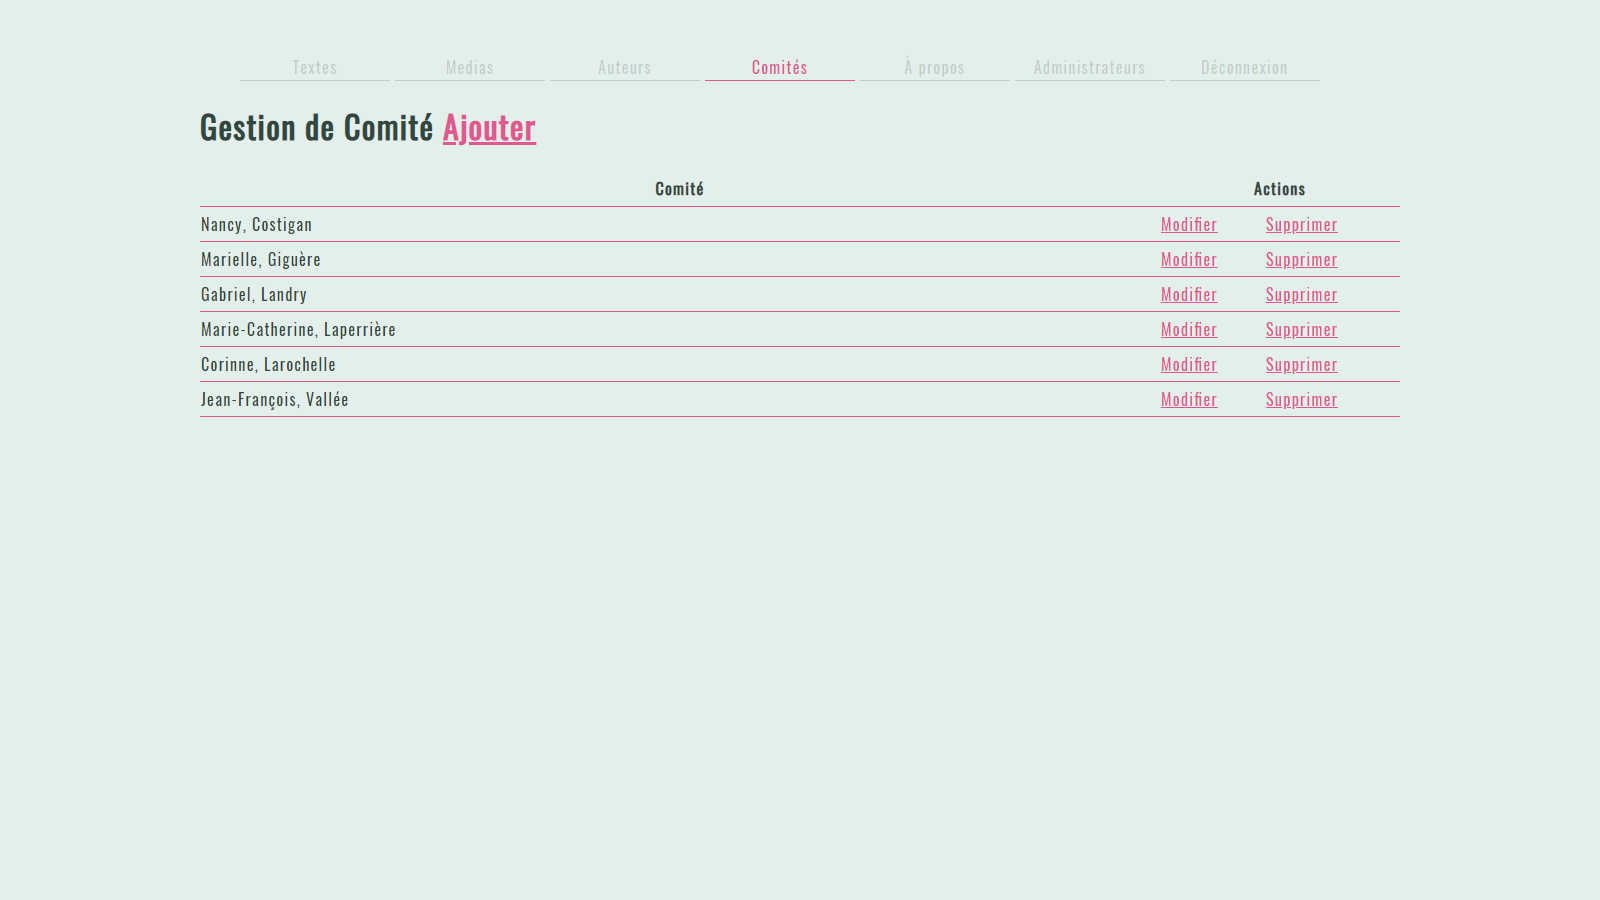 Textes Medias Auteurs Comités À propos Administrateurs Déconnexion
Gestion de Comité Ajouter
Comité Actions
Nancy, Costigan Modifier Supprimer
Marielle, Giguère Modifier Supprimer
Gabriel, Landry Modifier Supprimer
Marie-Catherine, Laperrière Modifier Supprimer
Corinne, Larochelle Modifier Supprimer
Jean-François, Vallée Modifier Supprimer